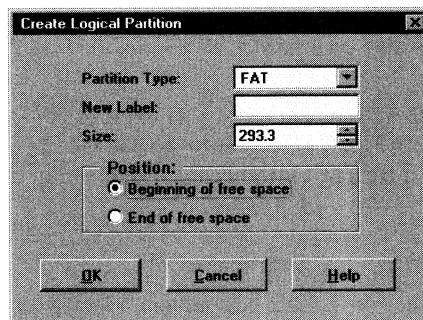 Create Logical Partition
Partition Type: FAT
New Label:
Size: 293.3
Position:
Beginning of free space
End of free space
OK Cancel Help